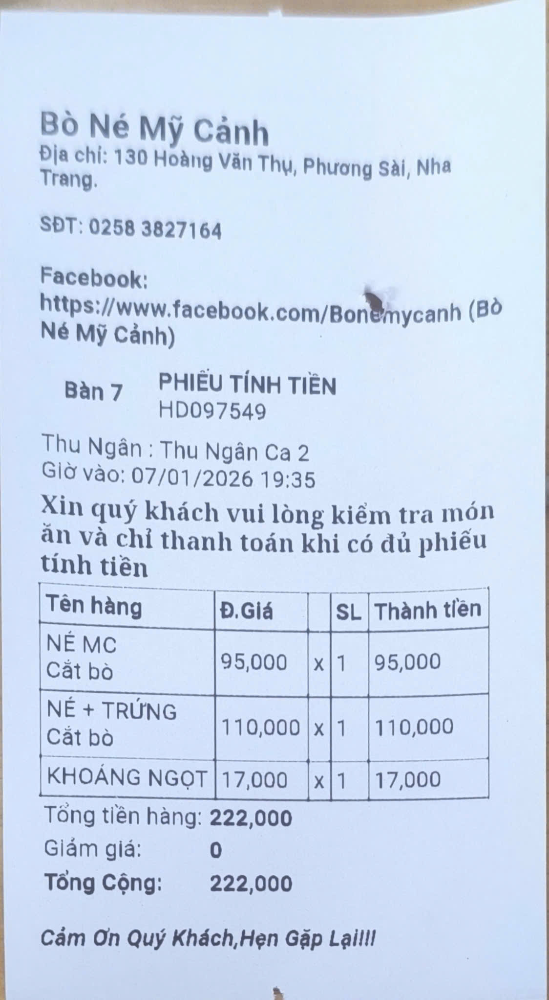 Bò Né Mỹ Cảnh
Địa chỉ: 130 Hoàng Văn Thụ, Phương Sài, Nha
Trang.
SĐT: 0258 3827164
Facebook:
https://www.facebook.com/Bonemycanh (Bò
Né Mỹ Cảnh)
Bàn 7 PHIẾU TÍNH TIỀN
HD097549
Thu Ngân : Thu Ngân Ca 2
Giờ vào: 07/01/2026 19:35
Xin quý khách vui lòng kiểm tra món
ăn và chỉ thanh toán khi có đủ phiếu
tính tiền
Tên hàng Đ.Giá SL Thành tiền
NÉ MC
Cắt bò 95,000 x 1 95,000
NÉ + TRỨNG
Cắt bò 110,000 x 1 110,000
KHOÁNG NGỌT 17,000 x 1 17,000
Tổng tiền hàng: 222,000
Giảm giá: 0
Tổng Cộng: 222,000
Cảm Ơn Quý Khách,Hẹn Gặp Lại!!!